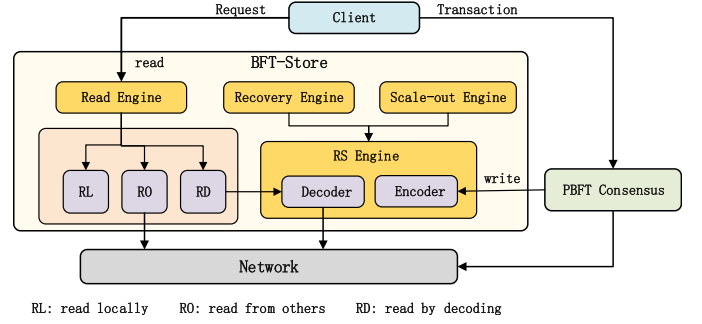 Request
Client
Transaction
read
BFT-Store
Read Engine
Recovery Engine
Scale-out Engine
RS Engine
RL
RO
RD
Decoder
Encoder
write
PBFT Consensus
Network
RL: read locally RO: read from others RD: read by decoding